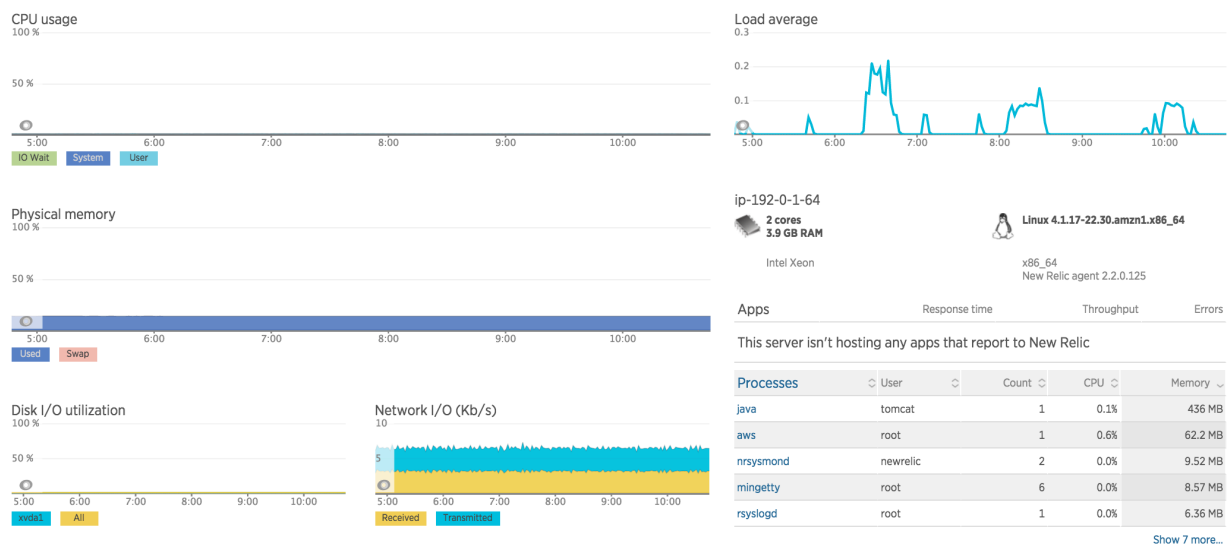 CPU usage
100 %
50 %
5:00 6:00 7:00 8:00 9:00 10:00
IO Wait System User
Physical memory
100 %
50 %
5:00 6:00 7:00 8:00 9:00 10:00
Used Swap
Disk I/O utilization
100 %
50 %
5:00 6:00 7:00 8:00 9:00 10:00
xvda1 All
Network I/O (Kb/s)
10
5
5:00 6:00 7:00 8:00 9:00 10:00
Received Transmitted
Load average
0.3
0.2
0.1
5:00 6:00 7:00 8:00 9:00 10:00
ip-192-0-1-64
2 cores
3.9 GB RAM
Intel Xeon
Linux 4.1.17-22.30.amzn1.x86_64
x86_64
New Relic agent 2.2.0.125
Apps Response time Throughput Errors
This server isn't hosting any apps that report to New Relic
Processes User Count CPU Memory
java tomcat 1 0.1% 436 MB
aws root 1 0.6% 62.2 MB
nrsysmond newrelic 2 0.0% 9.52 MB
mingetty root 6 0.0% 8.57 MB
rsyslogd root 1 0.0% 6.36 MB
Show 7 more...